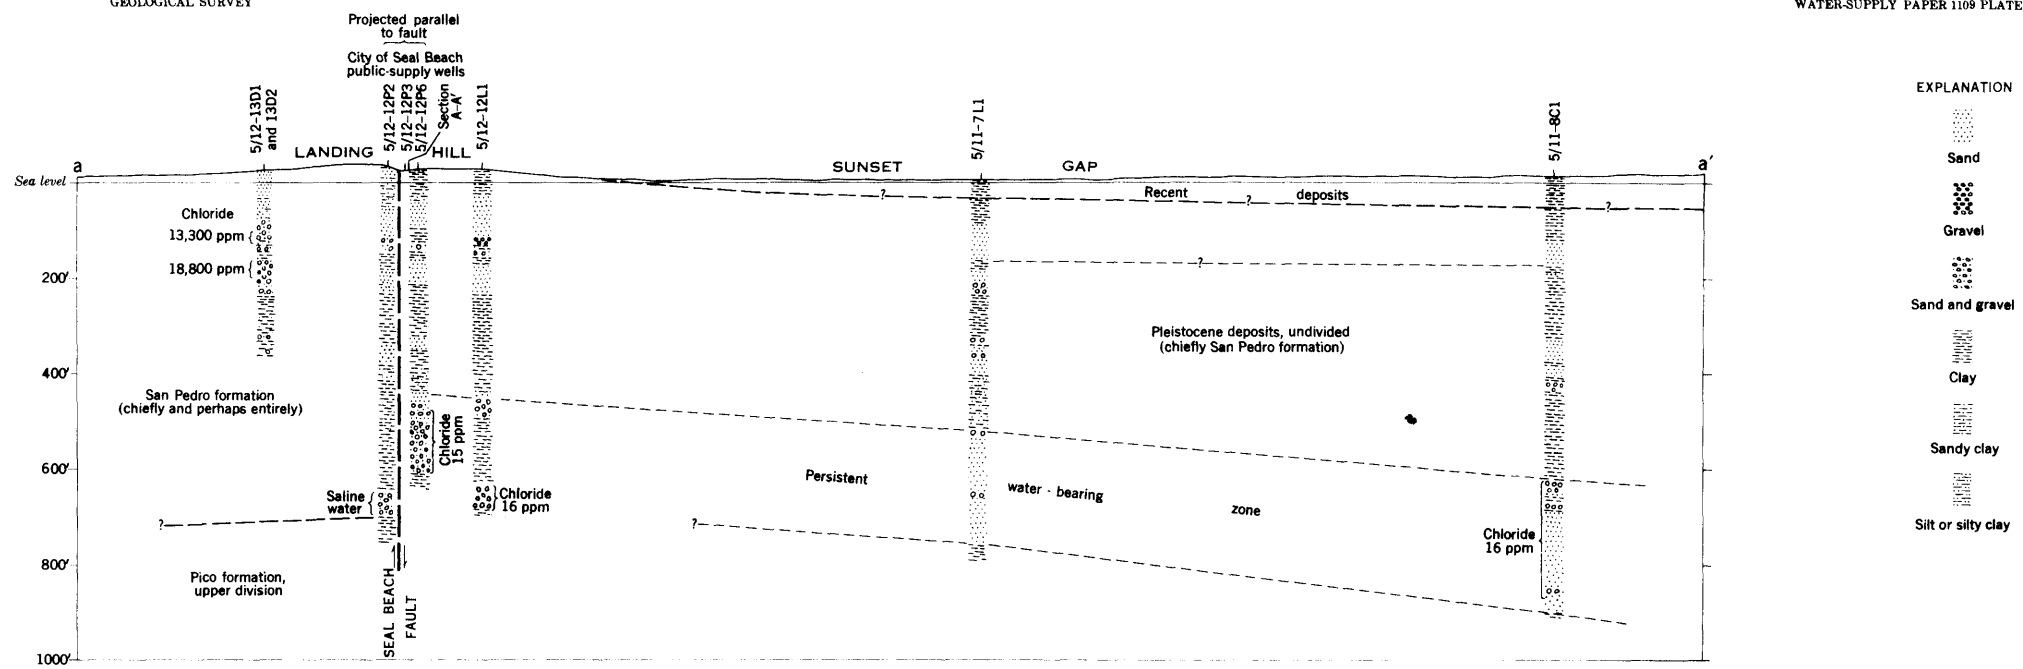 GEOLOGICAL SURVEY
WATER-SUPPLY PAPER 1109 PLATE
Projected parallel
to fault
City of Seal Beach
public-supply wells
5/12-13D1
and 13D2
5/12-12P2
5/12-12P3
5/12-12P6
Section
A-A'
5/12-12L1
5/11-7L1
5/11-8C1
a
LANDING
HILL
SUNSET
GAP
a'
Sea level
Recent
deposits
?
?
?
Chloride
13,300 ppm
18,800 ppm
200'
?
Pleistocene deposits, undivided
(chiefly San Pedro formation)
400'
San Pedro formation
(chiefly and perhaps entirely)
Chloride
15 ppm
600'
Persistent
water-bearing
zone
Saline
water
Chloride
16 ppm
?
?
Chloride
16 ppm
800'
Pico formation,
upper division
SEAL BEACH
FAULT
1000'
EXPLANATION
Sand
Gravel
Sand and gravel
Clay
Sandy clay
Silt or silty clay